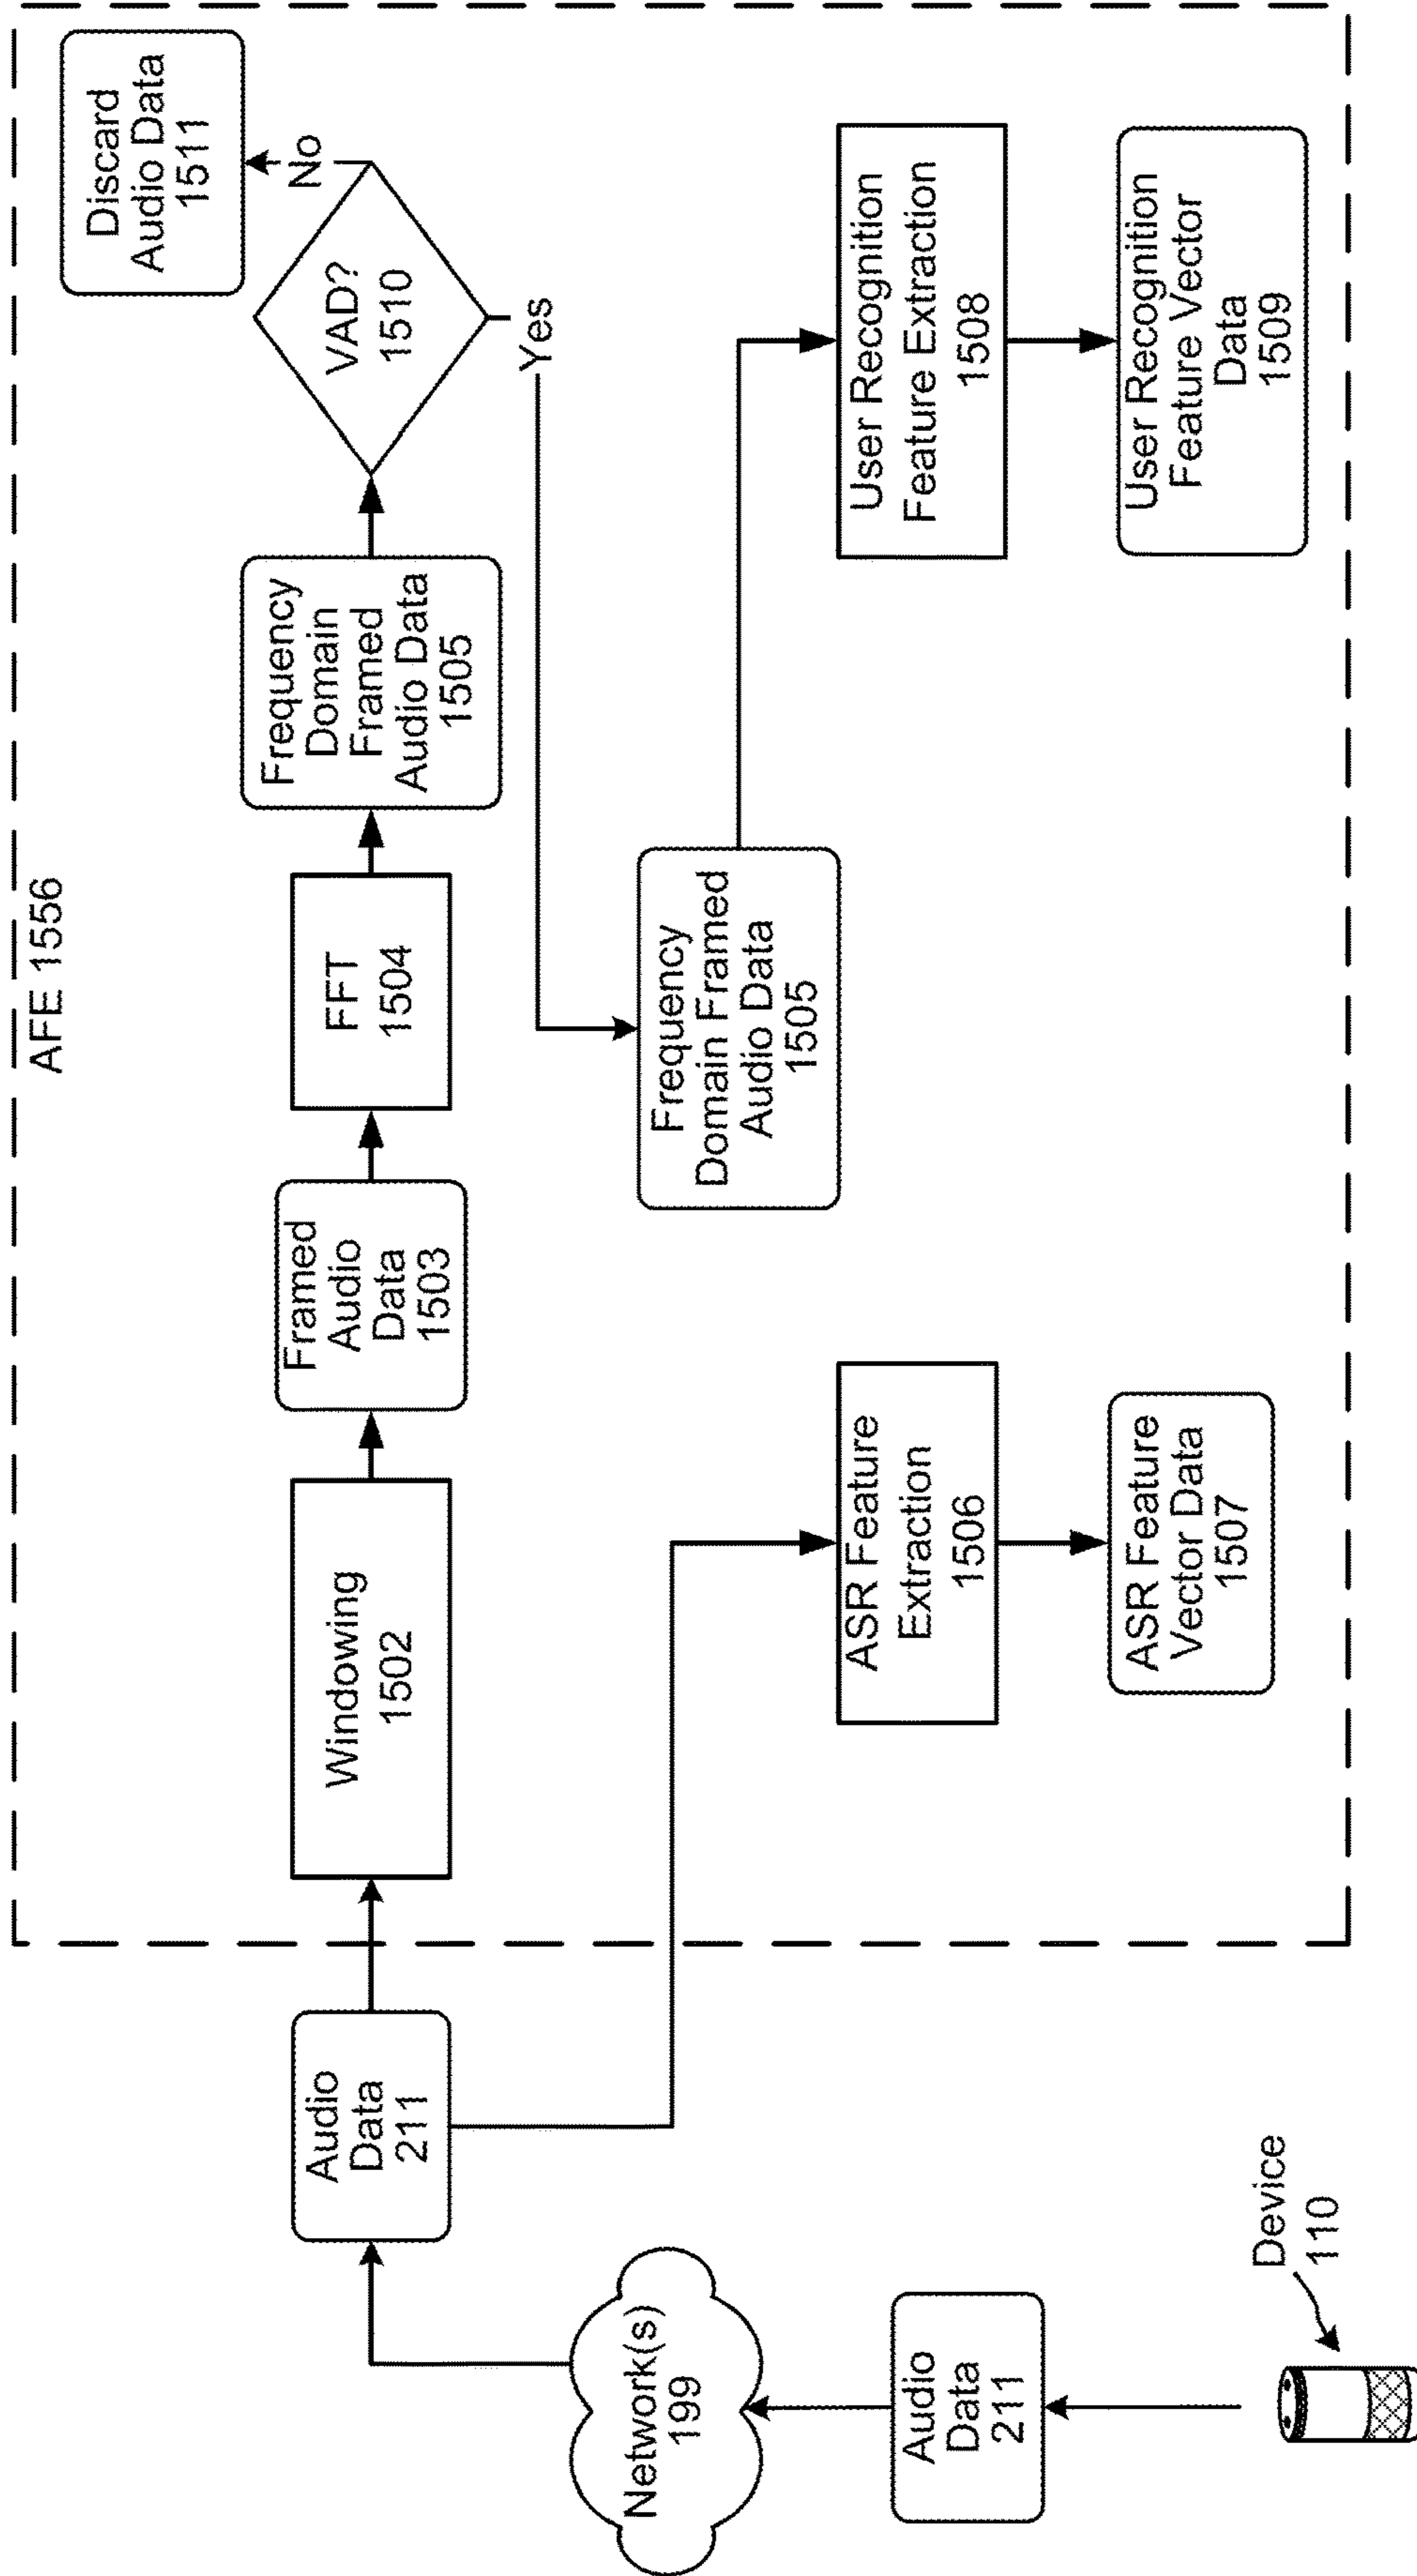 AFE 1556
Discard
Audio Data
1511
No
VAD?
1510
Yes
Frequency
Domain
Framed
Audio Data
1505
FFT
1504
Framed
Audio
Data
1503
Windowing
1502
Audio
Data
211
Frequency
Domain Framed
Audio Data
1505
User Recognition
Feature Extraction
1508
User Recognition
Feature Vector
Data
1509
ASR Feature
Extraction
1506
ASR Feature
Vector Data
1507
Network(s)
199
Audio
Data
211
Device
110